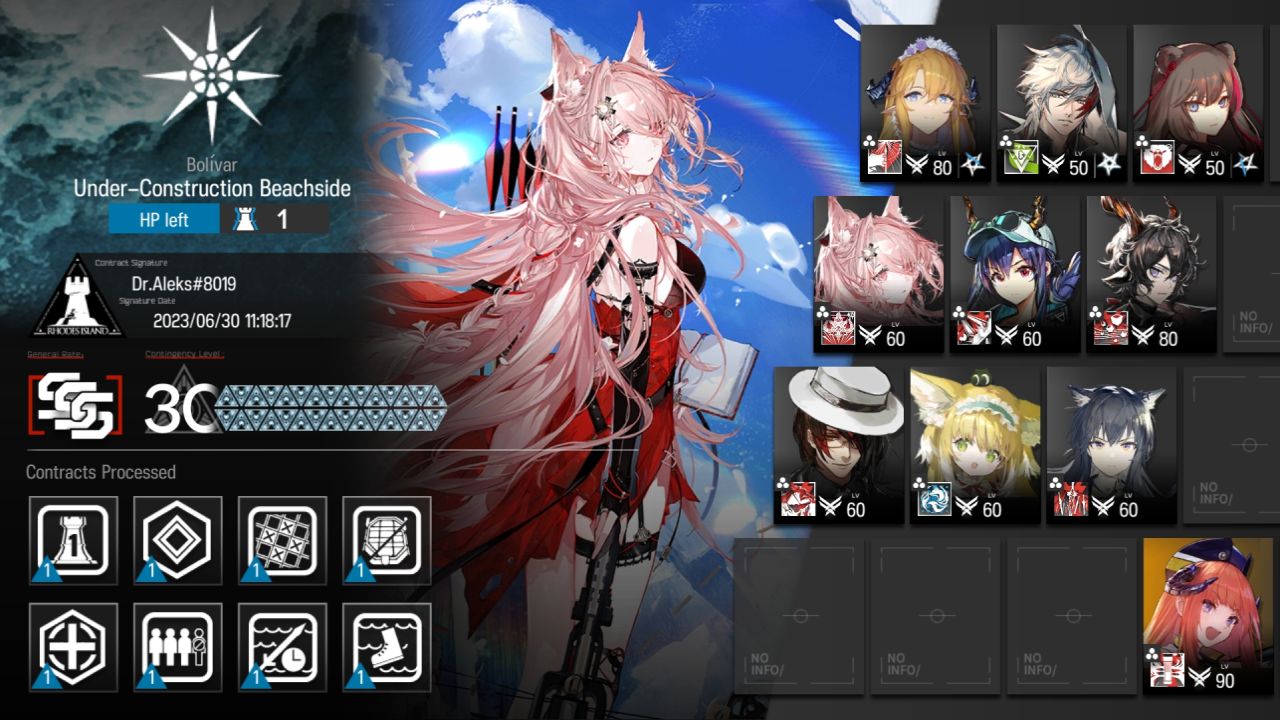 Bolívar
Under-Construction Beachside
HP left
1
Contract Signature
Dr.Aleks#8019
Signature Date
2023/06/30 11:18:17
RHODES ISLAND
General Rate:
Contingency Level :
SSS
30
Contracts Processed
1
1
1
1
1
1
1
1
1
LV
80
LV
50
LV
50
LV
60
LV
60
LV
80
NO
INFO/
LV
60
LV
60
LV
60
NO
INFO/
NO
INFO/
NO
INFO/
NO
INFO/
LV
90